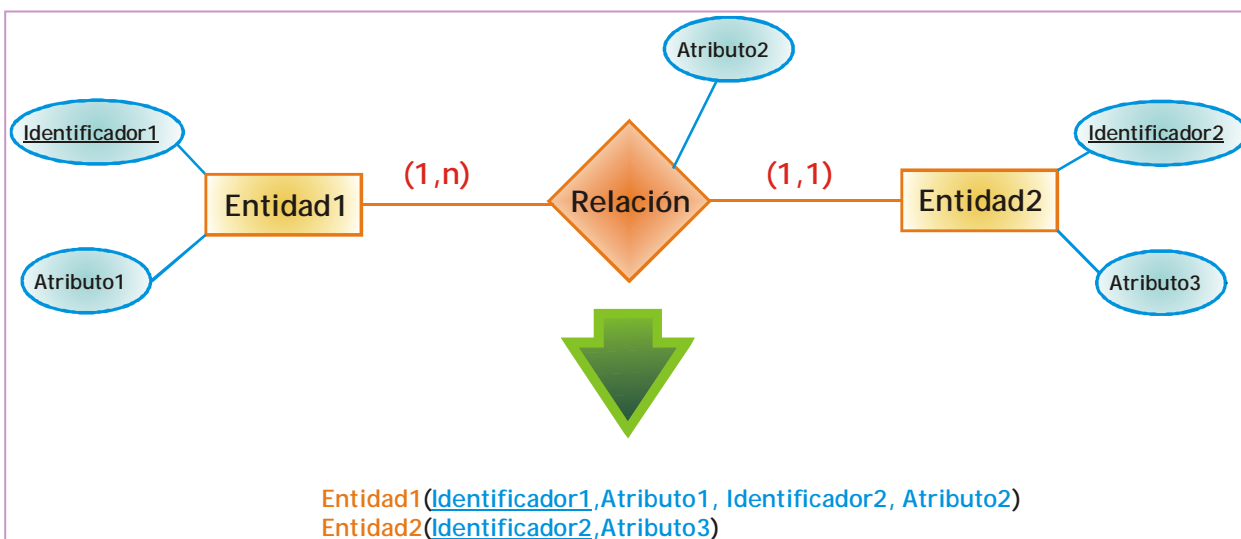 Atributo2
Identificador1
Identificador2
(1,n)
(1,1)
Entidad1
Relación
Entidad2
Atributo1
Atributo3
Entidad1(Identificador1,Atributo1, Identificador2, Atributo2)
Entidad2(Identificador2,Atributo3)